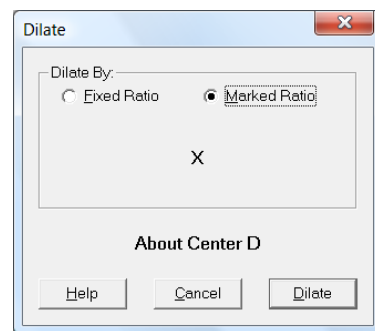 Dilate
Dilate By:
Fixed Ratio Marked Ratio
X
About Center D
Help Cancel Dilate